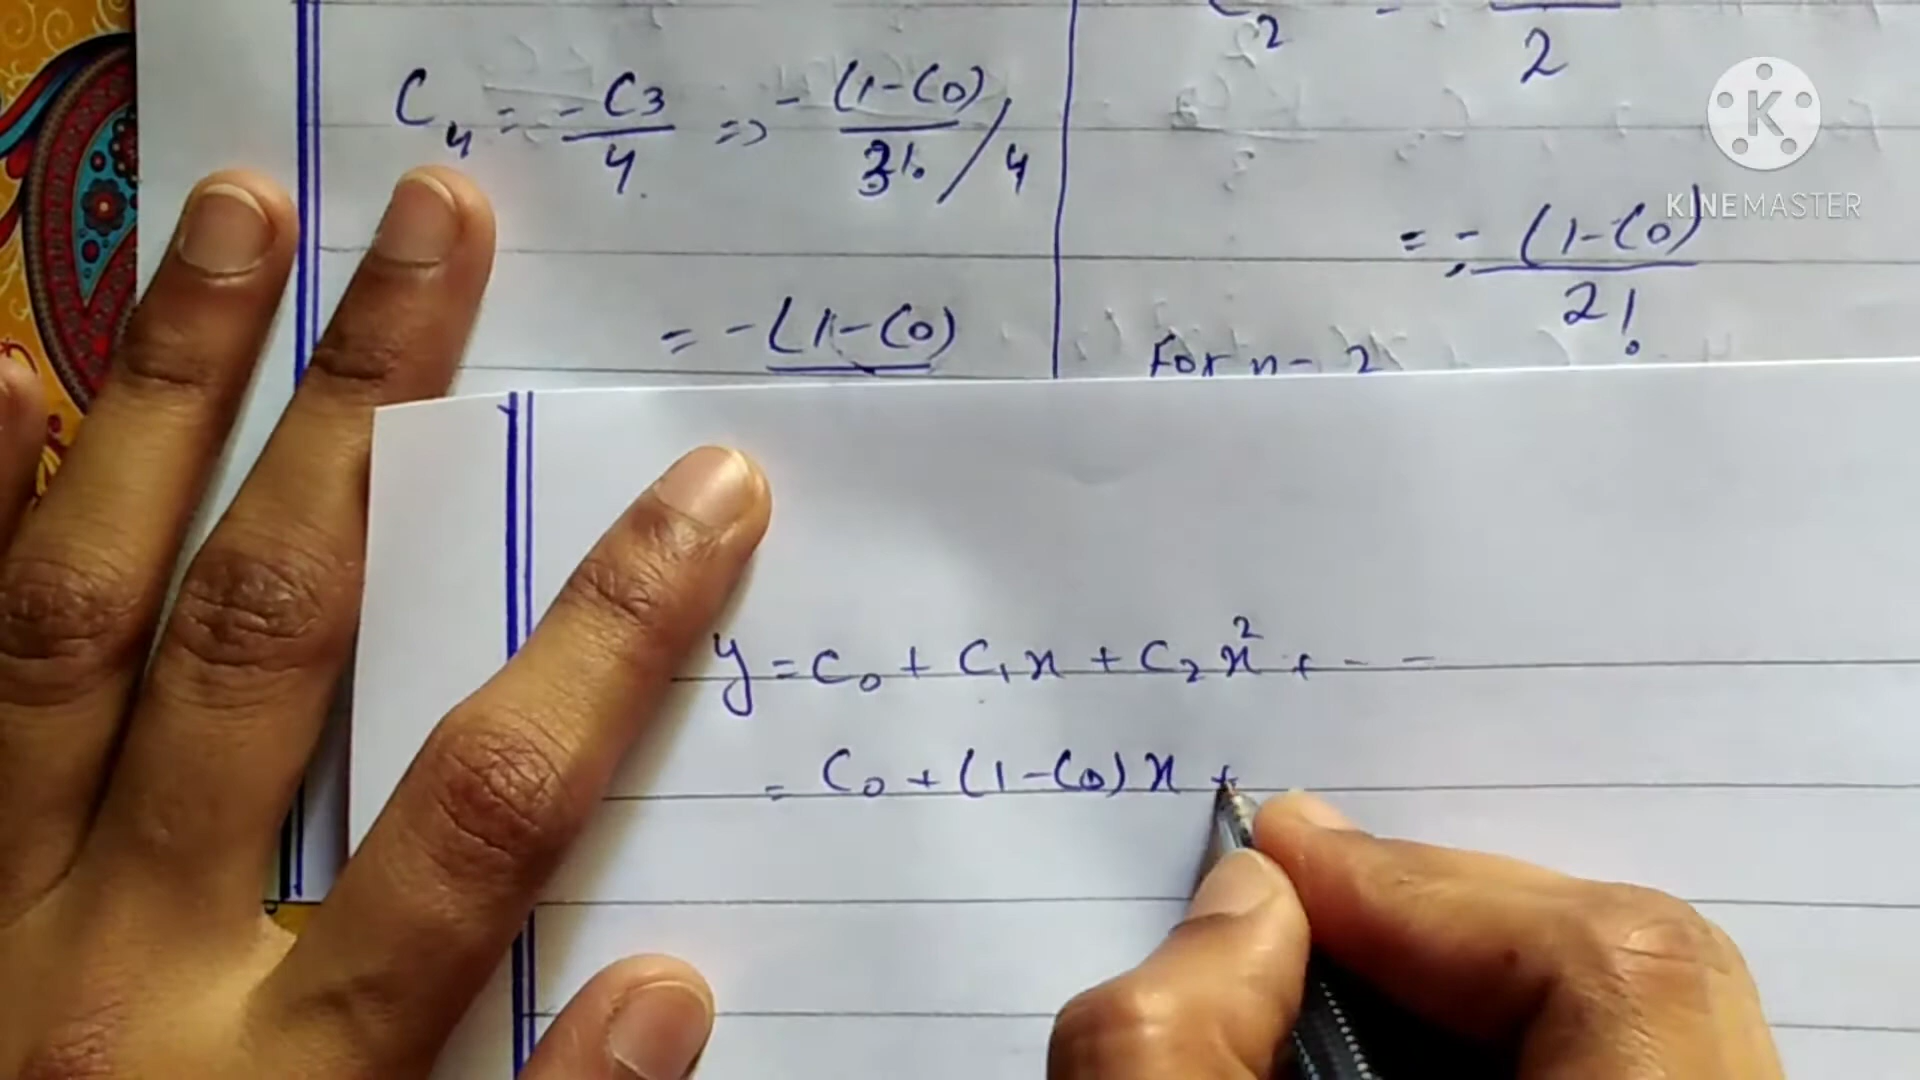 C₄ = -C₃/4 => -(1-C₀)/3!/4
= -(1-C₀)
2
2
= -(1-C₀)/2!
For n = 2
y = C₀ + C₁x + C₂x² + - -
= C₀ + (1-C₀)x +
K
KINEMASTER